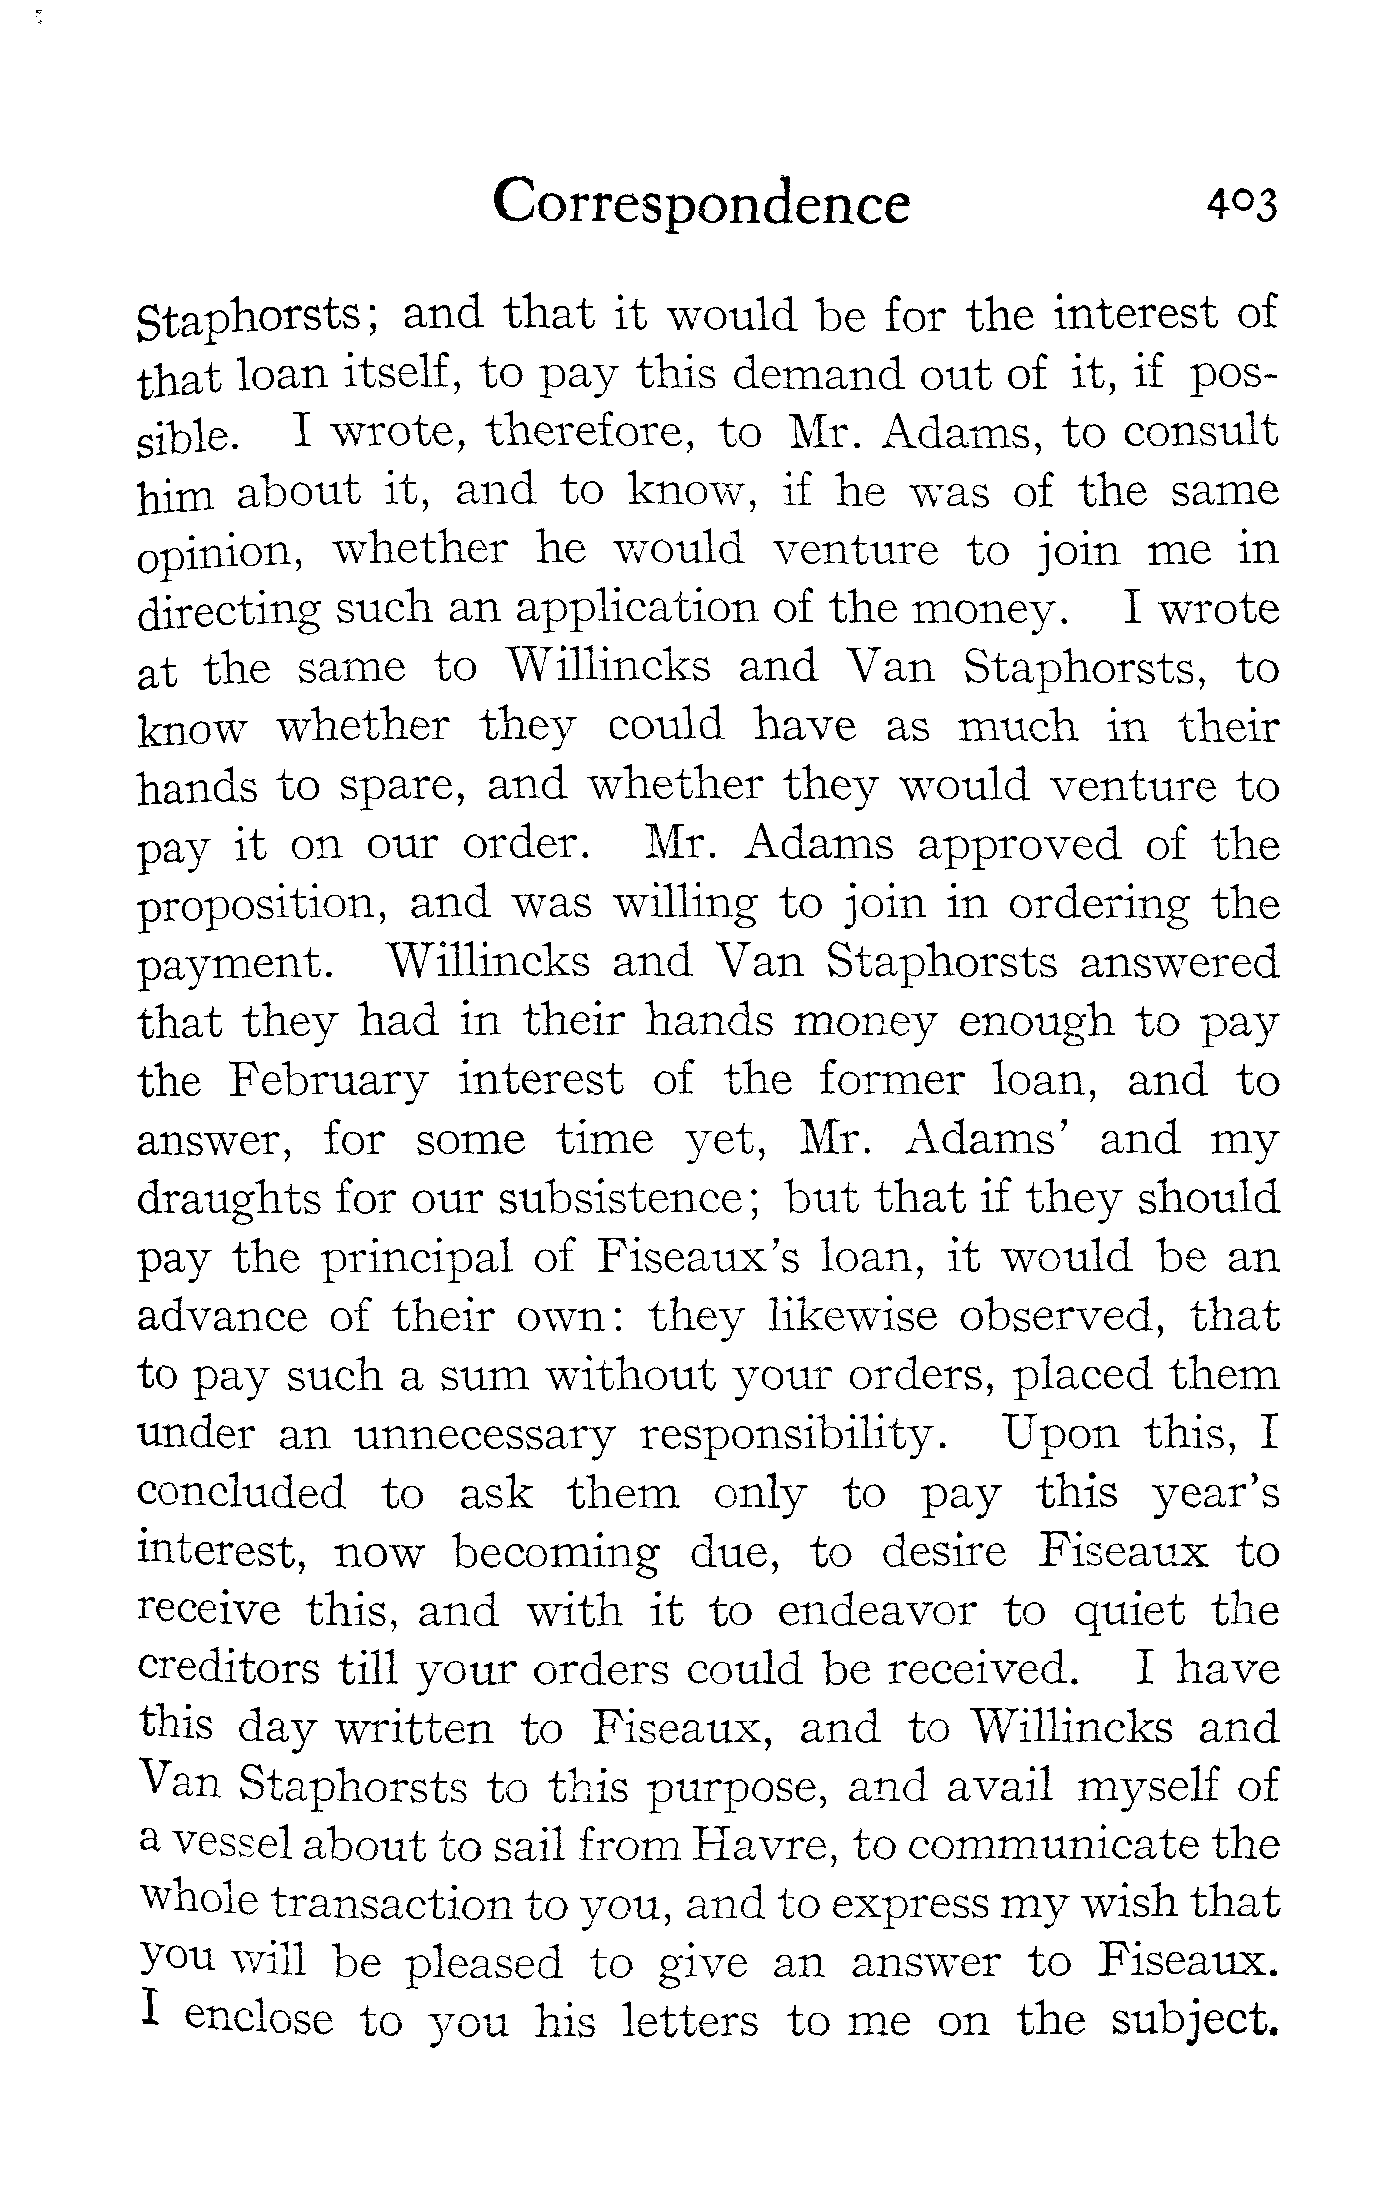 Correspondence 403
Staphorsts; and that it would be for the interest of
that loan itself, to pay this demand out of it, if pos-
sible. I wrote, therefore, to Mr. Adams, to consult
him about it, and to know, if he was of the same
opinion, whether he would venture to join me in
directing such an application of the money. I wrote
at the same to Willincks and Van Staphorsts, to
know whether they could have as much in their
hands to spare, and whether they would venture to
pay it on our order. Mr. Adams approved of the
proposition, and was willing to join in ordering the
payment. Willincks and Van Staphorsts answered
that they had in their hands money enough to pay
the February interest of the former loan, and to
answer, for some time yet, Mr. Adams' and my
draughts for our subsistence; but that if they should
pay the principal of Fiseaux's loan, it would be an
advance of their own: they likewise observed, that
to pay such a sum without your orders, placed them
under an unnecessary responsibility. Upon this, I
concluded to ask them only to pay this year's
interest, now becoming due, to desire Fiseaux to
receive this, and with it to endeavor to quiet the
creditors till your orders could be received. I have
this day written to Fiseaux, and to Willincks and
Van Staphorsts to this purpose, and avail myself of
a vessel about to sail from Havre, to communicate the
whole transaction to you, and to express my wish that
you will be pleased to give an answer to Fiseaux.
I enclose to you his letters to me on the subject.